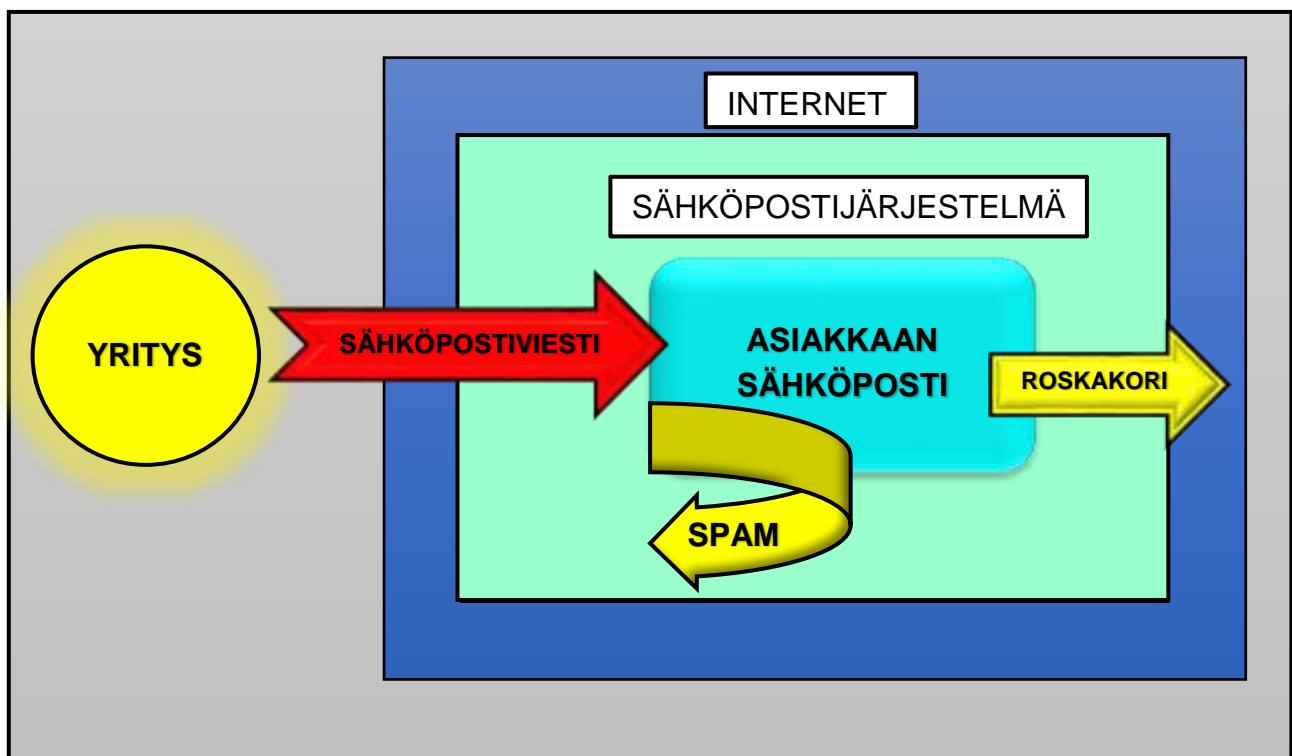 INTERNET
SÄHKÖPOSTIJÄRJESTELMÄ
YRITYS
SÄHKÖPOSTIVIESTI
ASIAKKAAN
SÄHKÖPOSTI
ROSKAKORI
SPAM